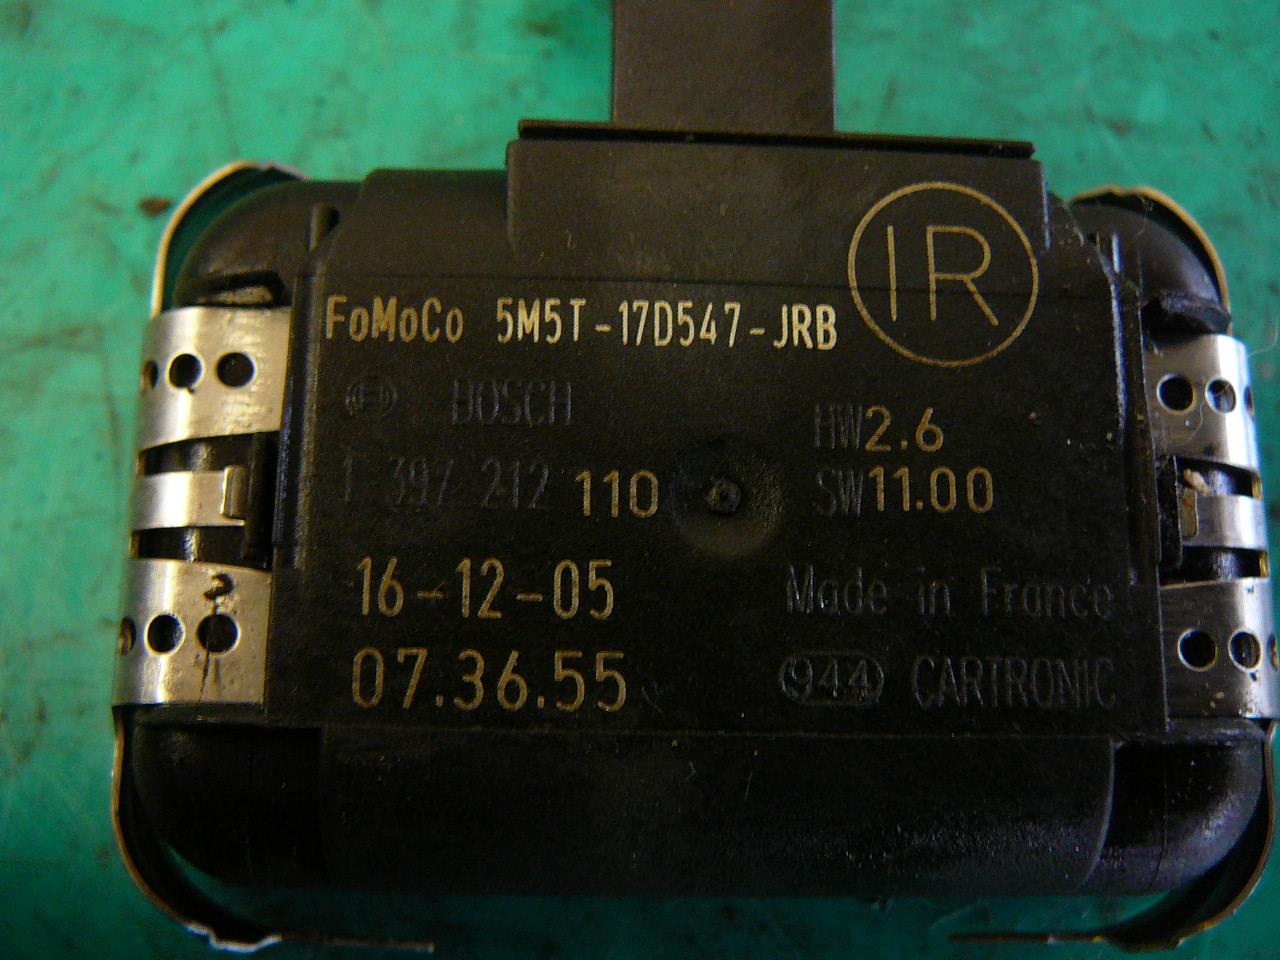 IR
FoMoCo 5M5T-17D547-JRB
BOSCH
HW2.6
1 397 212 110
SW11.00
16-12-05
Made in France
07.36.55
944 CARTRONIC